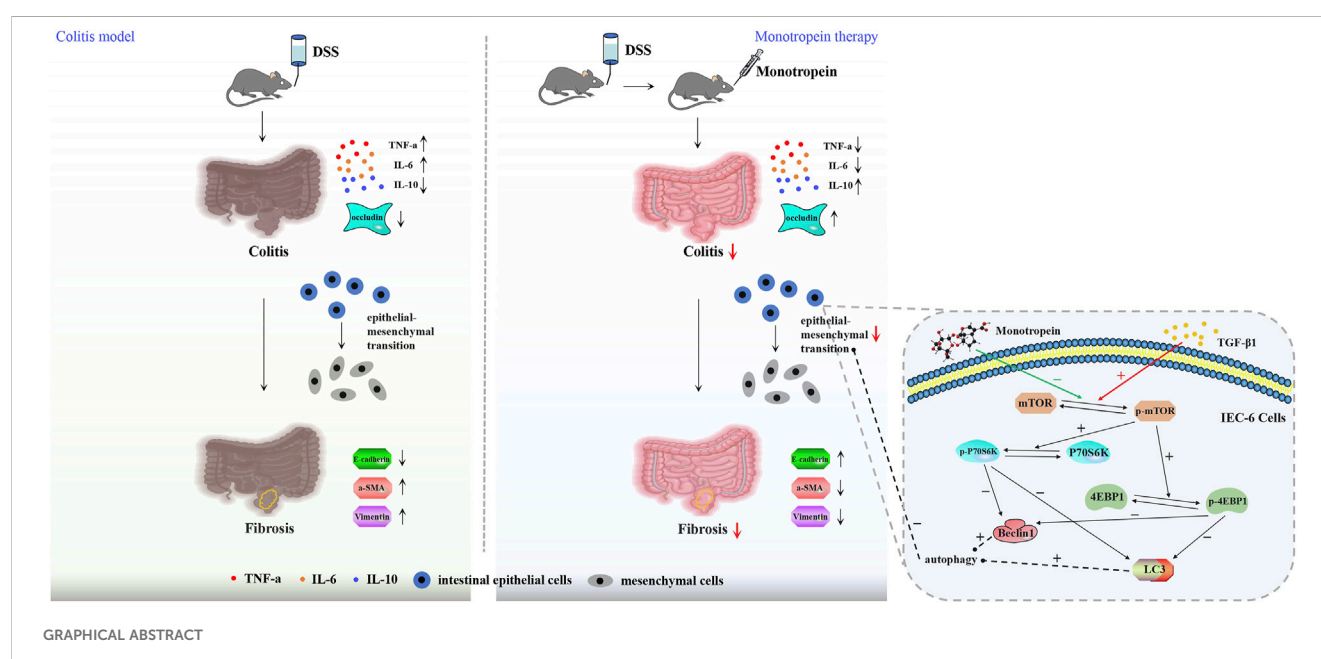 Colitis model
DSS
TNF-a
IL-6
IL-10
occludin
Colitis
epithelial-
mesenchymal
transition
E-cadherin
a-SMA
Vimentin
Fibrosis
Monotropein therapy
DSS
Monotropein
TNF-a
IL-6
IL-10
occludin
Colitis
epithelial-
mesenchymal
transition
E-cadherin
a-SMA
Vimentin
Fibrosis
Monotropein
TGF-β1
−
+
mTOR
p-mTOR
IEC-6 Cells
+
p-P70S6K
P70S6K
+
−
−
4EBP1
p-4EBP1
−
−
Beclin1
−
+
autophagy
+
LC3
TNF-a IL-6 IL-10 intestinal epithelial cells mesenchymal cells
GRAPHICAL ABSTRACT